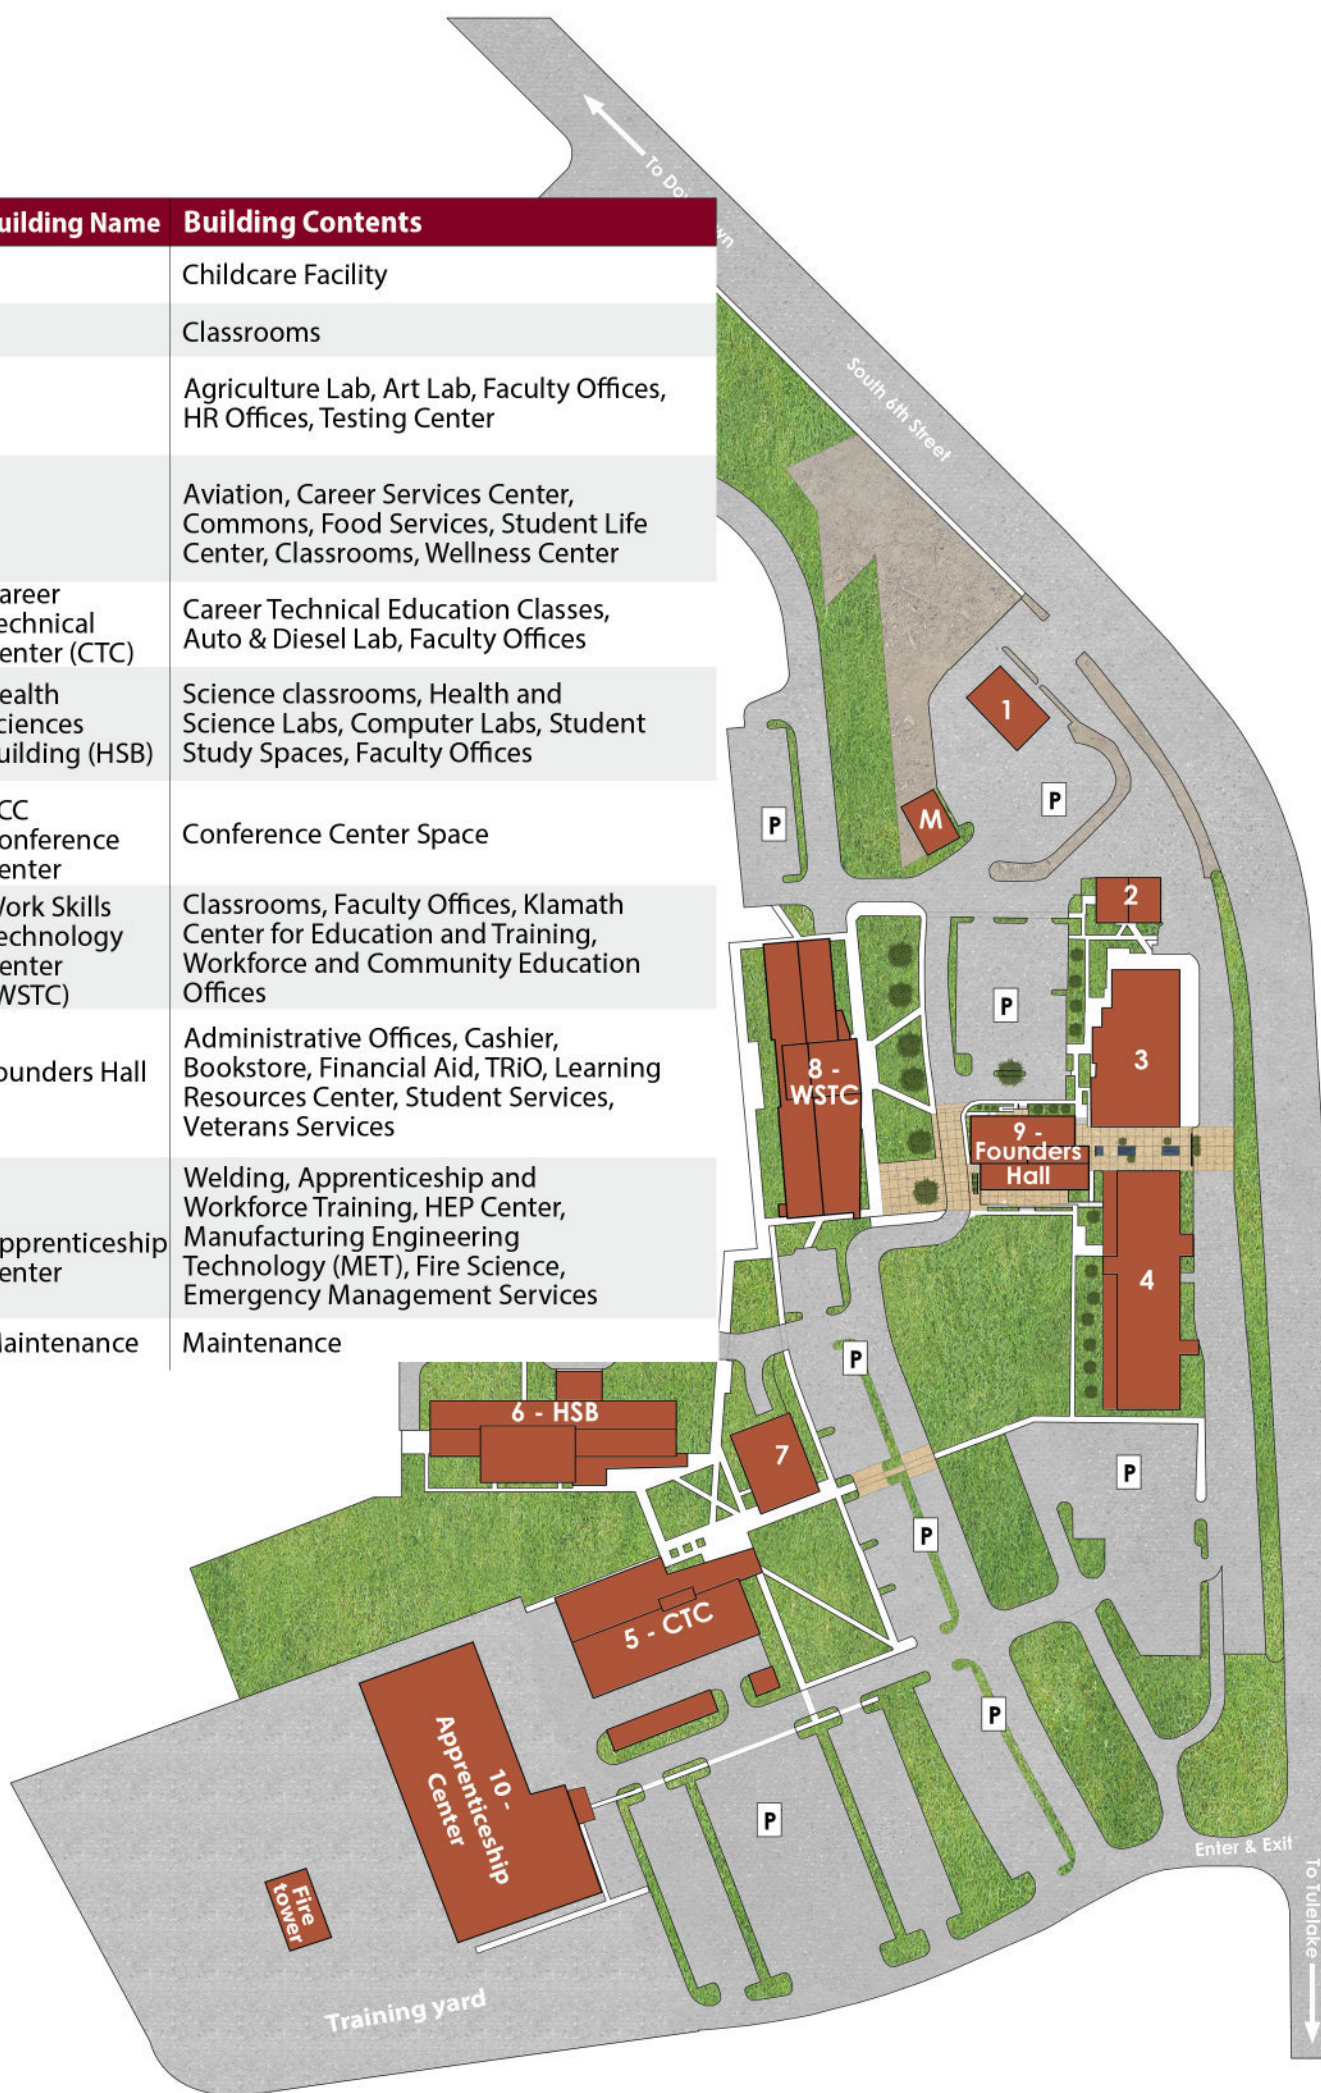 uilding Name Building Contents
Childcare Facility
Classrooms
Agriculture Lab, Art Lab, Faculty Offices,
HR Offices, Testing Center
Aviation, Career Services Center,
Commons, Food Services, Student Life
Center, Classrooms, Wellness Center
areer
echnical
enter (CTC)
Career Technical Education Classes,
Auto & Diesel Lab, Faculty Offices
ealth
ciences
uilding (HSB)
Science classrooms, Health and
Science Labs, Computer Labs, Student
Study Spaces, Faculty Offices
CC
onference
enter
Conference Center Space
ork Skills
echnology
enter
WSTC)
Classrooms, Faculty Offices, Klamath
Center for Education and Training,
Workforce and Community Education
Offices
ounders Hall
Administrative Offices, Cashier,
Bookstore, Financial Aid, TRiO, Learning
Resources Center, Student Services,
Veterans Services
pprenticeship
enter
Welding, Apprenticeship and
Workforce Training, HEP Center,
Manufacturing Engineering
Technology (MET), Fire Science,
Emergency Management Services
aintenance Maintenance
To Do
wn
South 6th Street
1
P
M
P
2
P
3
8 -
WSTC
9 -
Founders
Hall
4
P
6 - HSB
7
P
P
5 - CTC
P
10 -
Apprenticeship
Center
P
Enter & Exit
To Tulelake
Fire
tower
Training yard